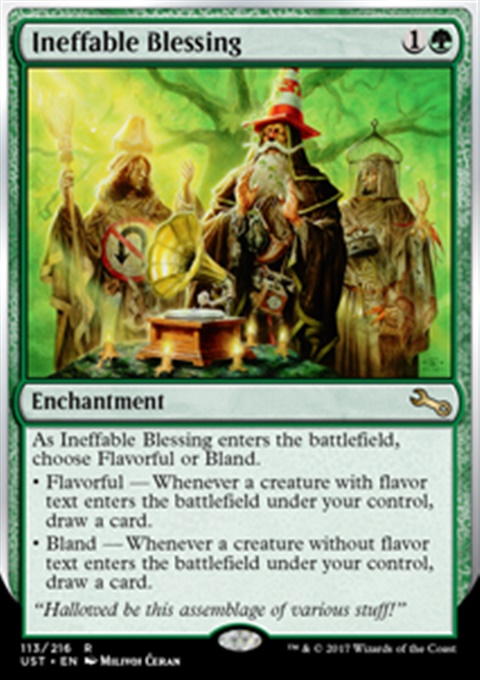 Ineffable Blessing 1
Enchantment
As Ineffable Blessing enters the battlefield,
choose Flavorful or Bland.
• Flavorful — Whenever a creature with flavor
text enters the battlefield under your control,
draw a card.
• Bland — Whenever a creature without flavor
text enters the battlefield under your control,
draw a card.
“Hallowed be this assemblage of various stuff!”
113/216 R
™ & © 2017 Wizards of the Coast
UST • EN Milivoj Ćeran